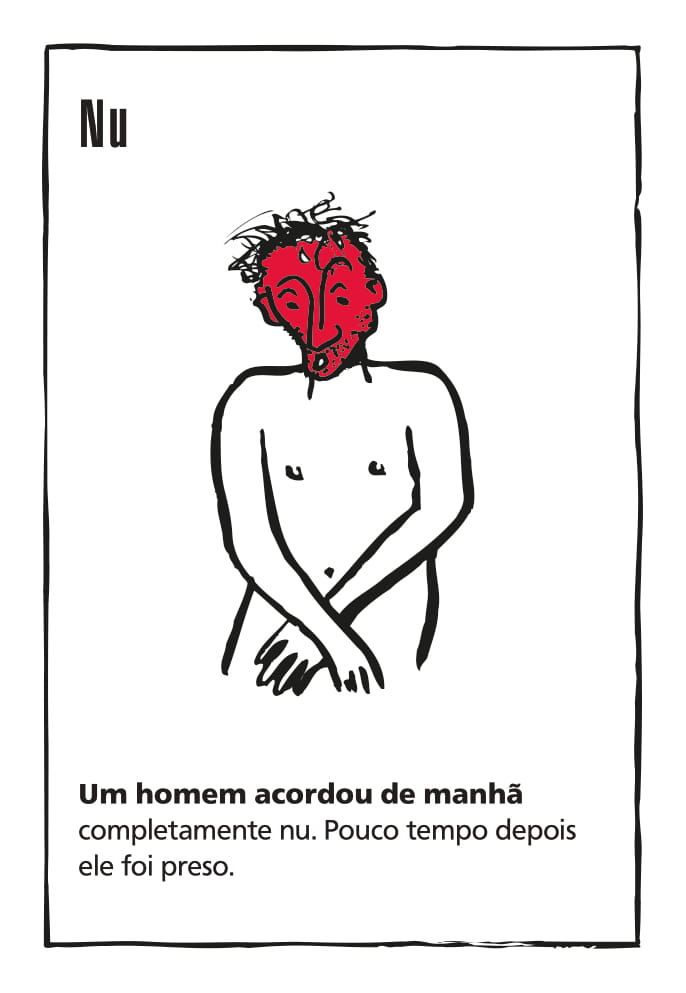 Nu
Um homem acordou de manhã
completamente nu. Pouco tempo depois
ele foi preso.